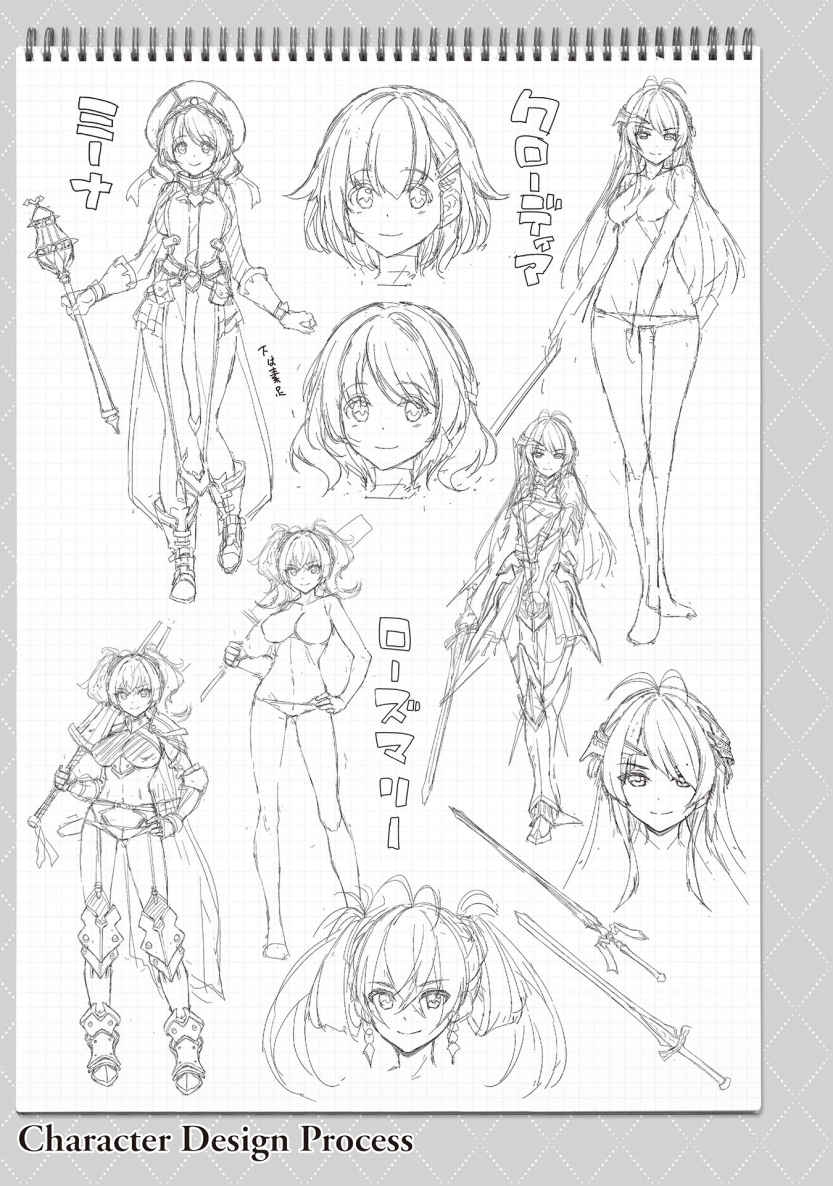 ミーナ
クローディア
下は素足
ローズマリー
Character Design Process